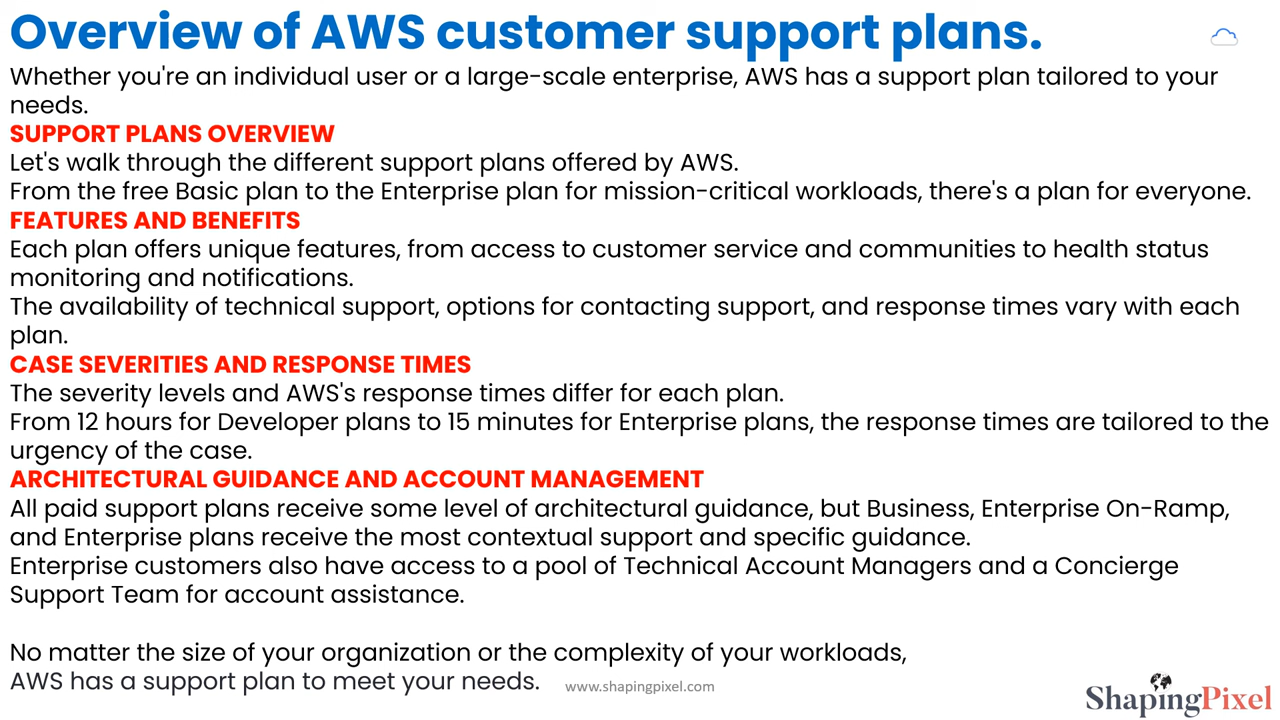 Overview of AWS customer support plans.
Whether you're an individual user or a large-scale enterprise, AWS has a support plan tailored to your
needs.
SUPPORT PLANS OVERVIEW
Let's walk through the different support plans offered by AWS.
From the free Basic plan to the Enterprise plan for mission-critical workloads, there's a plan for everyone.
FEATURES AND BENEFITS
Each plan offers unique features, from access to customer service and communities to health status
monitoring and notifications.
The availability of technical support, options for contacting support, and response times vary with each
plan.
CASE SEVERITIES AND RESPONSE TIMES
The severity levels and AWS's response times differ for each plan.
From 12 hours for Developer plans to 15 minutes for Enterprise plans, the response times are tailored to the
urgency of the case.
ARCHITECTURAL GUIDANCE AND ACCOUNT MANAGEMENT
All paid support plans receive some level of architectural guidance, but Business, Enterprise On-Ramp,
and Enterprise plans receive the most contextual support and specific guidance.
Enterprise customers also have access to a pool of Technical Account Managers and a Concierge
Support Team for account assistance.
No matter the size of your organization or the complexity of your workloads,
AWS has a support plan to meet your needs.
www.shapingpixel.com
ShapingPixel